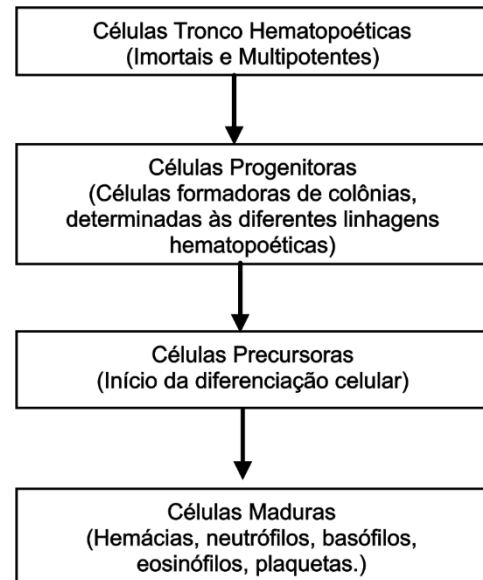 Células Tronco Hematopoéticas
(Imortais e Multipotentes)
Células Progenitoras
(Células formadoras de colônias,
determinadas às diferentes linhagens
hematopoéticas)
Células Precursoras
(Início da diferenciação celular)
Células Maduras
(Hemácias, neutrófilos, basófilos,
eosinófilos, plaquetas.)